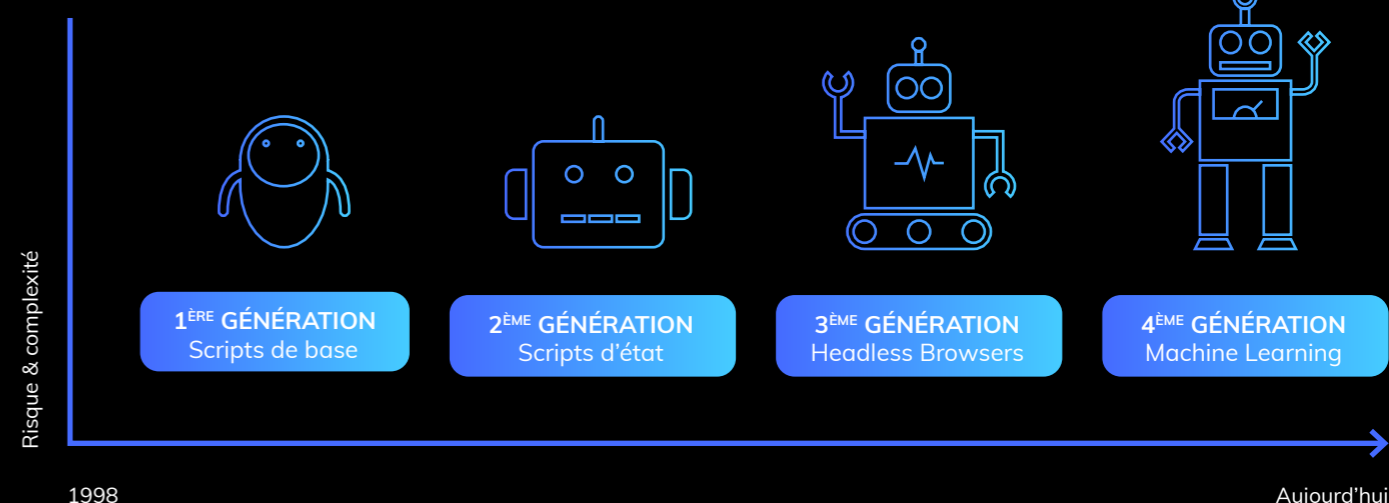 Risque & complexité
1ÈRE GÉNÉRATION
Scripts de base
2ÈME GÉNÉRATION
Scripts d’état
3ÈME GÉNÉRATION
Headless Browsers
4ÈME GÉNÉRATION
Machine Learning
1998
Aujourd’hui